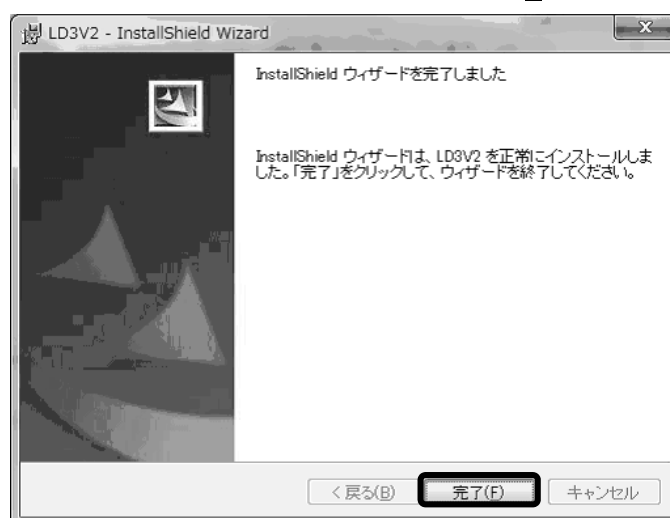 LD3V2 - InstallShield Wizard
InstallShield ウィザードを完了しました
InstallShield ウィザードは、LD3V2 を正常にインストールしま
した。「完了」をクリックして、ウィザードを終了してください。
< 戻る(B) 完了(F) キャンセル